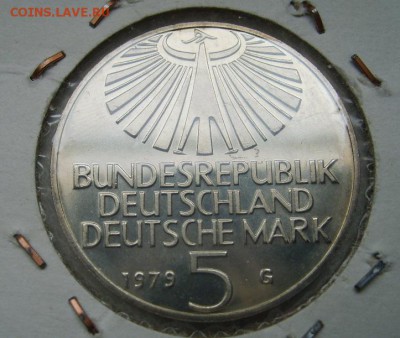 COINS.LAVE.RU
BUNDESREPUBLIK
DEUTSCHLAND
DEUTSCHE MARK
1979 5 G